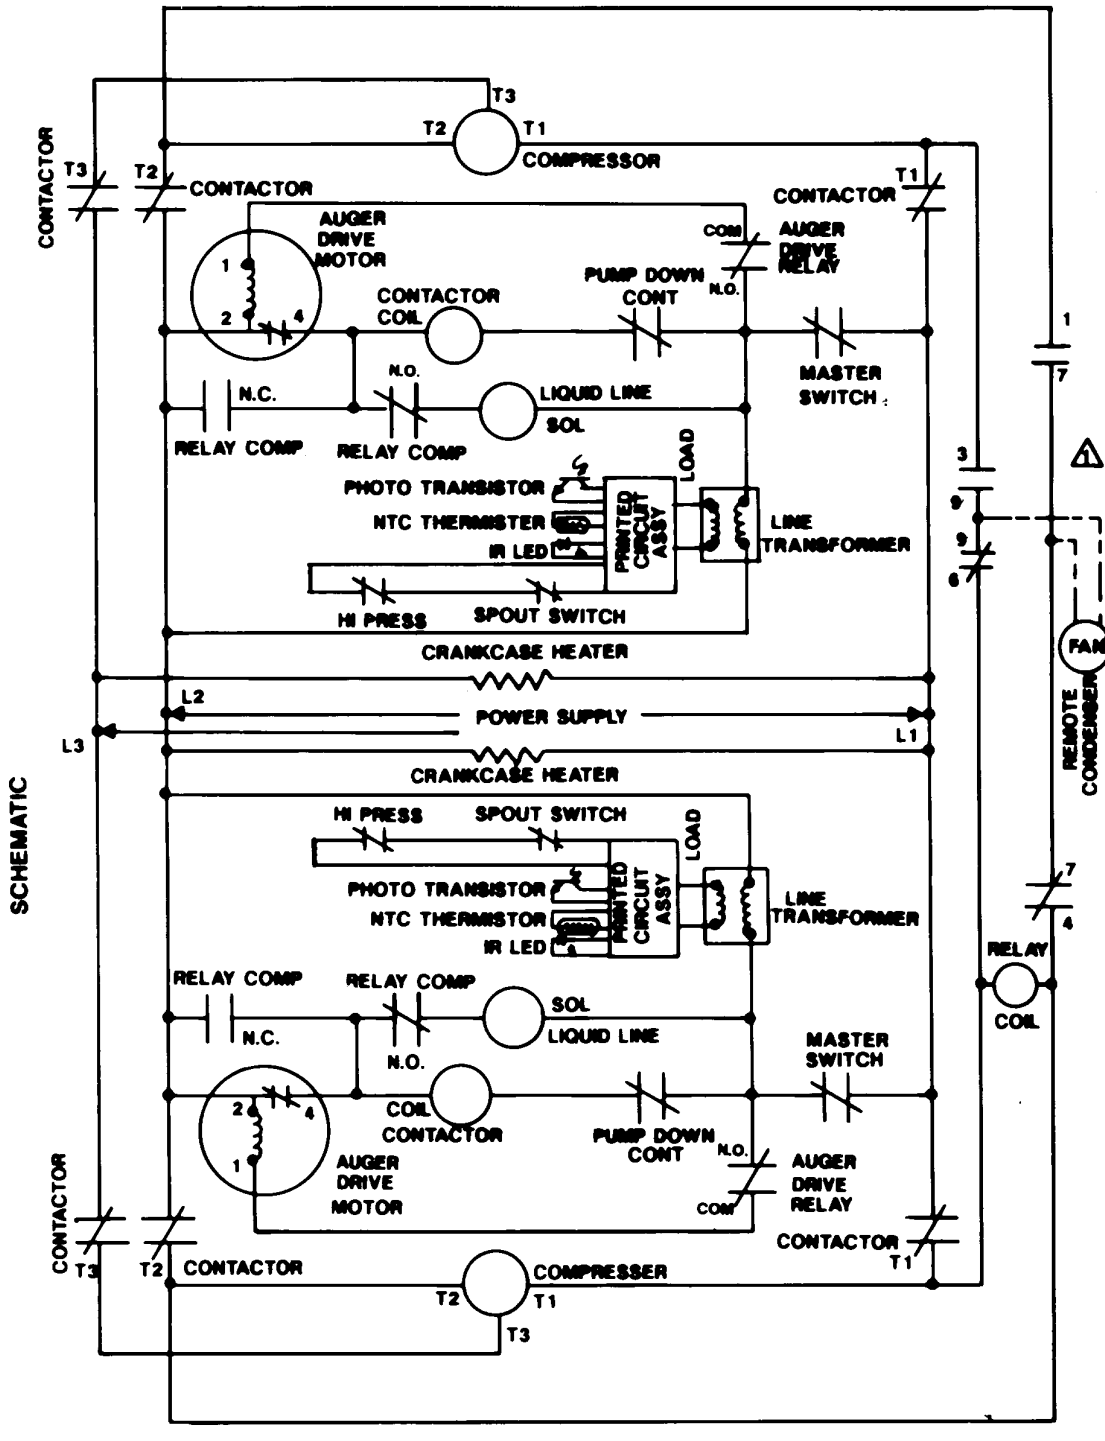 T3
T2
T1
COMPRESSOR
CONTACTOR
T3
T2
CONTACTOR
T1
CONTACTOR
AUGER
DRIVE
MOTOR
1
2
4
COM
AUGER
DRIVE
RELAY
N.O.
PUMP DOWN
CONT
CONTACTOR
COIL
1
7
MASTER
SWITCH
N.C.
RELAY COMP
N.O.
RELAY COMP
LIQUID LINE
SOL
LOAD
PHOTO TRANSISTOR
NTC THERMISTER
IR LED
PRINTED
CIRCUIT
ASSY
LINE
TRANSFORMER
3
9
9
6
1
HI PRESS
SPOUT SWITCH
FAN
REMOTE
CONDENSER
CRANKCASE HEATER
L2
POWER SUPPLY
L3
L1
CRANKCASE HEATER
SCHEMATIC
HI PRESS
SPOUT SWITCH
LOAD
PHOTO TRANSISTOR
NTC THERMISTOR
IR LED
PRINTED
CIRCUIT
ASSY
LINE
TRANSFORMER
7
4
RELAY
COIL
RELAY COMP
N.C.
RELAY COMP
N.O.
SOL
LIQUID LINE
MASTER
SWITCH
2
4
1
COIL
CONTACTOR
PUMP DOWN
CONT
N.O.
COM
AUGER
DRIVE
RELAY
AUGER
DRIVE
MOTOR
CONTACTOR
T3
T2
CONTACTOR
CONTACTOR
T1
COMPRESSER
T2
T1
T3